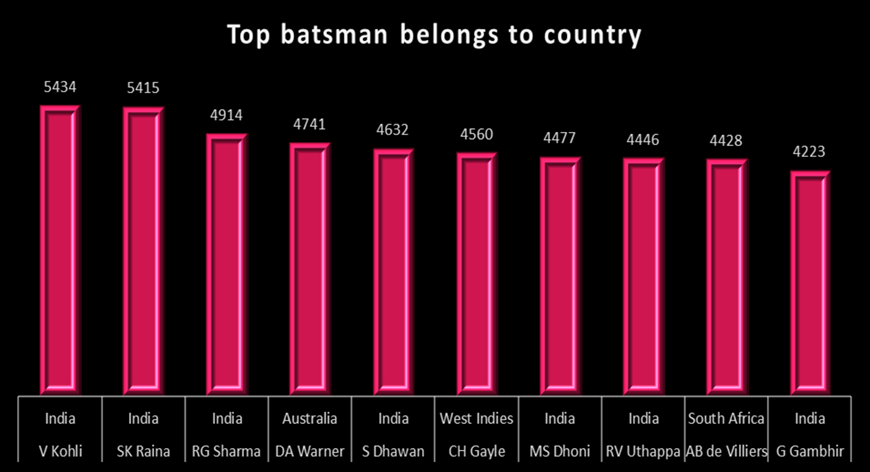 Top batsman belongs to country
5434 5415 4914 4741 4632 4560 4477 4446 4428 4223
India India India Australia India West Indies India India South Africa India
V Kohli SK Raina RG Sharma DA Warner S Dhawan CH Gayle MS Dhoni RV Uthappa AB de Villiers G Gambhir